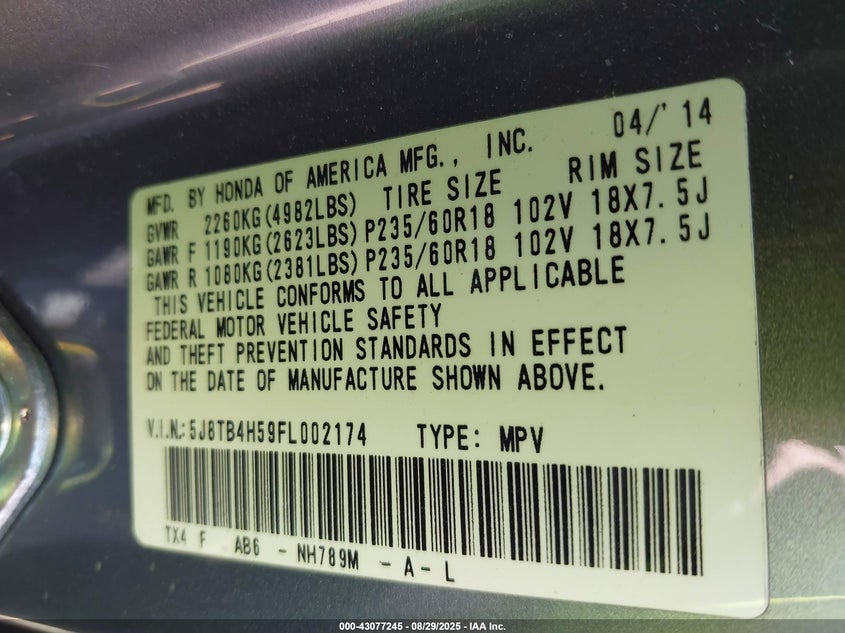 04/'14
MFD. BY HONDA OF AMERICA MFG., INC.
GVWR 2260KG(4982LBS) TIRE SIZE RIM SIZE
GAWR F 1190KG(2623LBS) P235/60R18 102V 18X7.5J
GAWR R 1080KG(2381LBS) P235/60R18 102V 18X7.5J
THIS VEHICLE CONFORMS TO ALL APPLICABLE
FEDERAL MOTOR VEHICLE SAFETY
AND THEFT PREVENTION STANDARDS IN EFFECT
ON THE DATE OF MANUFACTURE SHOWN ABOVE.
V.I.N.: 5J8TB4H59FL002174 TYPE: MPV
TX4 F AB6 - NH789M - A - L
000-43077245 - 08/29/2025 - IAA Inc.